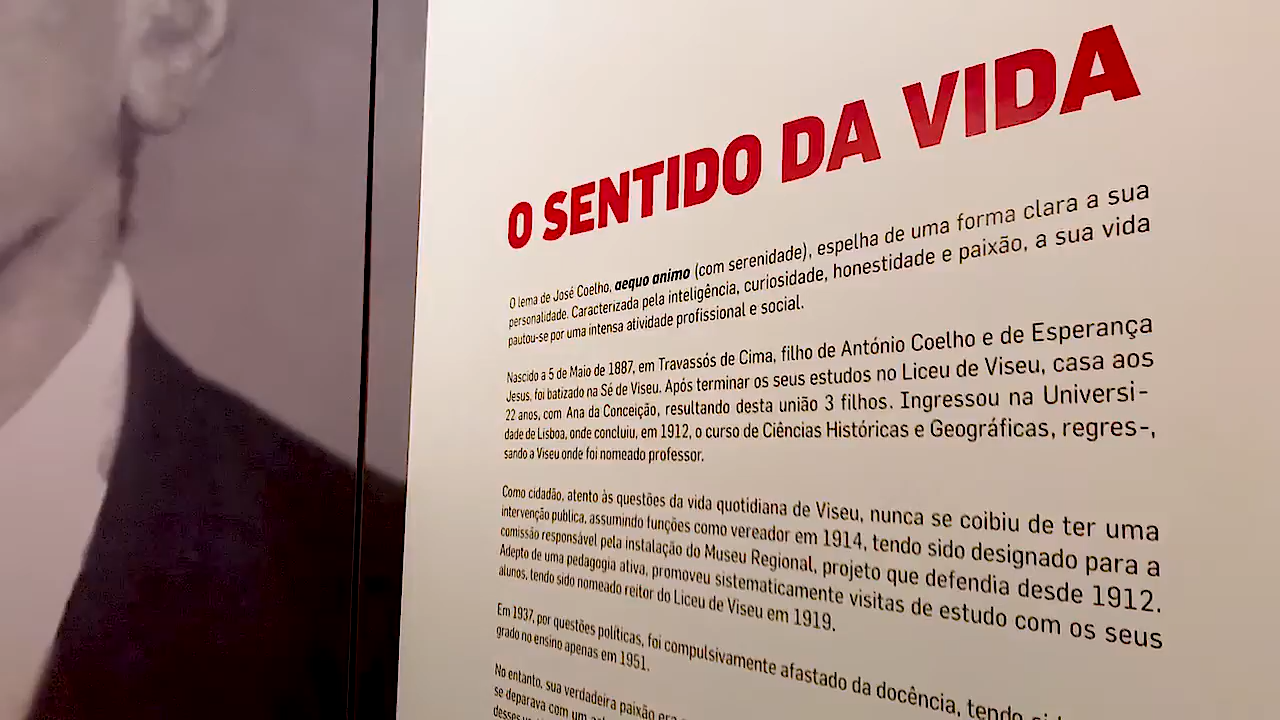 O SENTIDO DA VIDA
O lema de José Coelho, aequo animo (com serenidade), espelha de uma forma clara a sua
personalidade. Caracterizada pela inteligência, curiosidade, honestidade e paixão, a sua vida
pautou-se por uma intensa atividade profissional e social.
Nascido a 5 de Maio de 1887, em Travassós de Cima, filho de António Coelho e de Esperança
Jesus, foi batizado na Sé de Viseu. Após terminar os seus estudos no Liceu de Viseu, casa aos
22 anos, com Ana da Conceição, resultando desta união 3 filhos. Ingressou na Universi-
dade de Lisboa, onde concluiu, em 1912, o curso de Ciências Históricas e Geográficas, regres-,
sando a Viseu onde foi nomeado professor.
Como cidadão, atento às questões da vida quotidiana de Viseu, nunca se coibiu de ter uma
intervenção publica, assumindo funções como vereador em 1914, tendo sido designado para a
comissão responsável pela instalação do Museu Regional, projeto que defendia desde 1912.
Adepto de uma pedagogia ativa, promoveu sistematicamente visitas de estudo com os seus
alunos, tendo sido nomeado reitor do Liceu de Viseu em 1919.
Em 1937, por questões políticas, foi compulsivamente afastado da docência, tendo
grado no ensino apenas em 1951.
No entanto, sua verdadeira paixão
se deparava com um